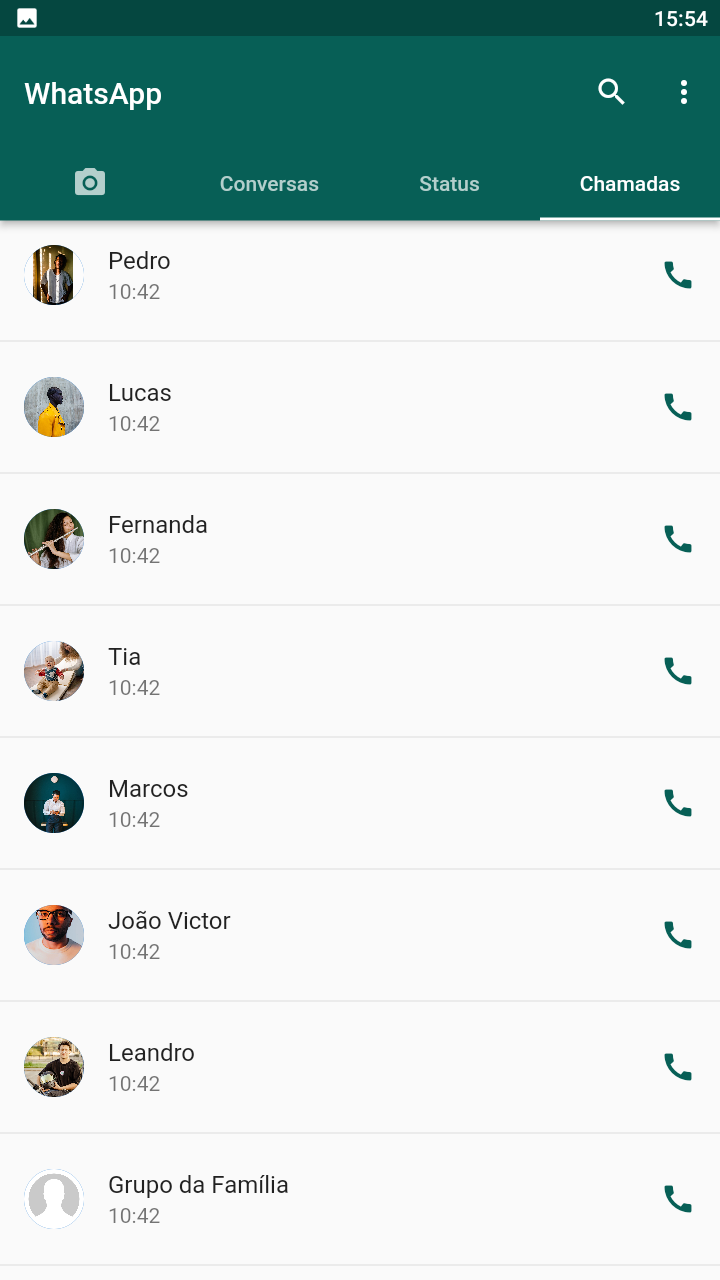 15:54
WhatsApp
Conversas Status Chamadas
Pedro
10:42
Lucas
10:42
Fernanda
10:42
Tia
10:42
Marcos
10:42
João Victor
10:42
Leandro
10:42
Grupo da Família
10:42